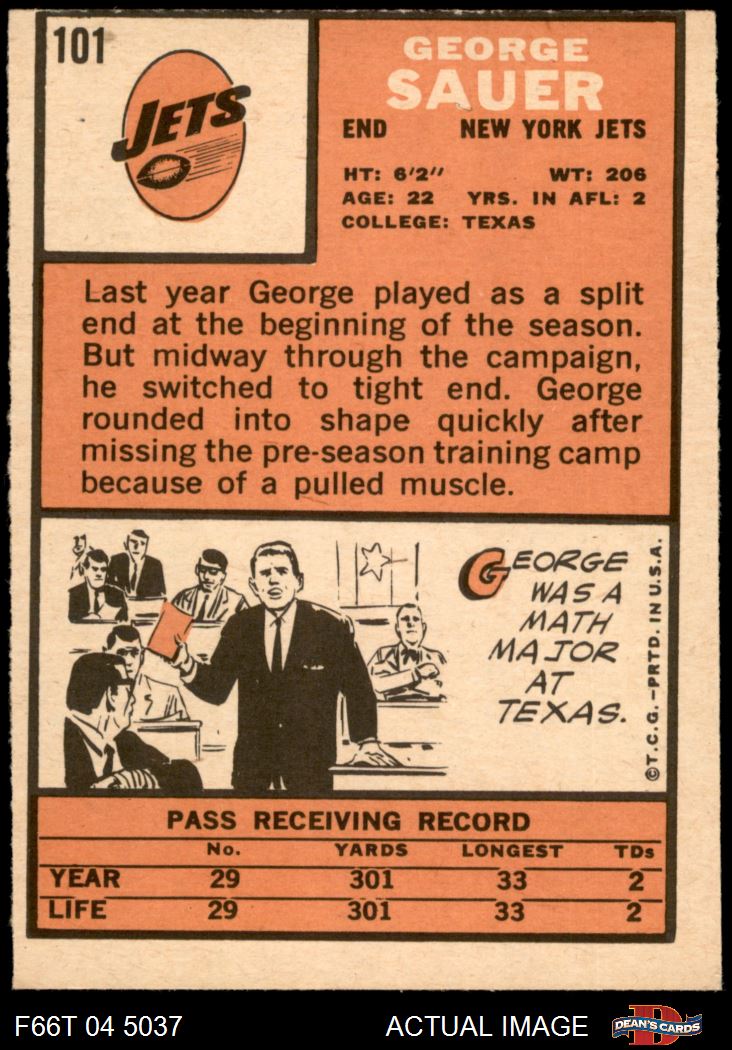 101
JETS
GEORGE
SAUER
END NEW YORK JETS
HT: 6'2" WT: 206
AGE: 22 YRS. IN AFL: 2
COLLEGE: TEXAS
Last year George played as a split
end at the beginning of the season.
But midway through the campaign,
he switched to tight end. George
rounded into shape quickly after
missing the pre-season training camp
because of a pulled muscle.
GEORGE
WAS A
MATH
MAJOR
AT
TEXAS.
©T.C.G.-PRTD. IN U.S.A.
PASS RECEIVING RECORD
No. YARDS LONGEST TDs
YEAR 29 301 33 2
LIFE 29 301 33 2
F66T 04 5037 ACTUAL IMAGE
D
DEAN'S CARDS